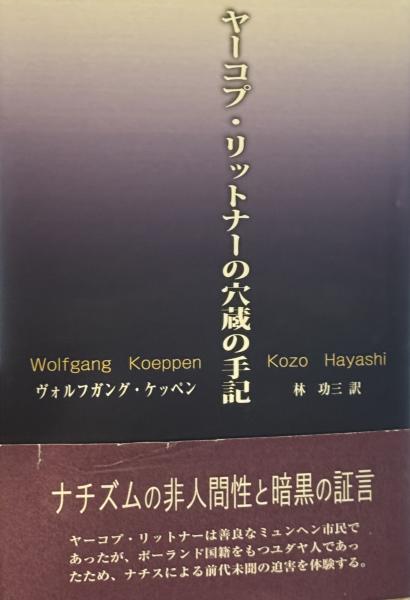 ヤーコプ・リットナーの穴蔵の手記
Wolfgang Koeppen
ヴォルフガング・ケッペン
Kozo Hayashi
林 功三 訳
ナチズムの非人間性と暗黒の証言
ヤーコプ・リットナーは善良なミュンヘン市民で
あったが、ポーランド国籍をもつユダヤ人であっ
たため、ナチスによる前代未聞の迫害を体験する。